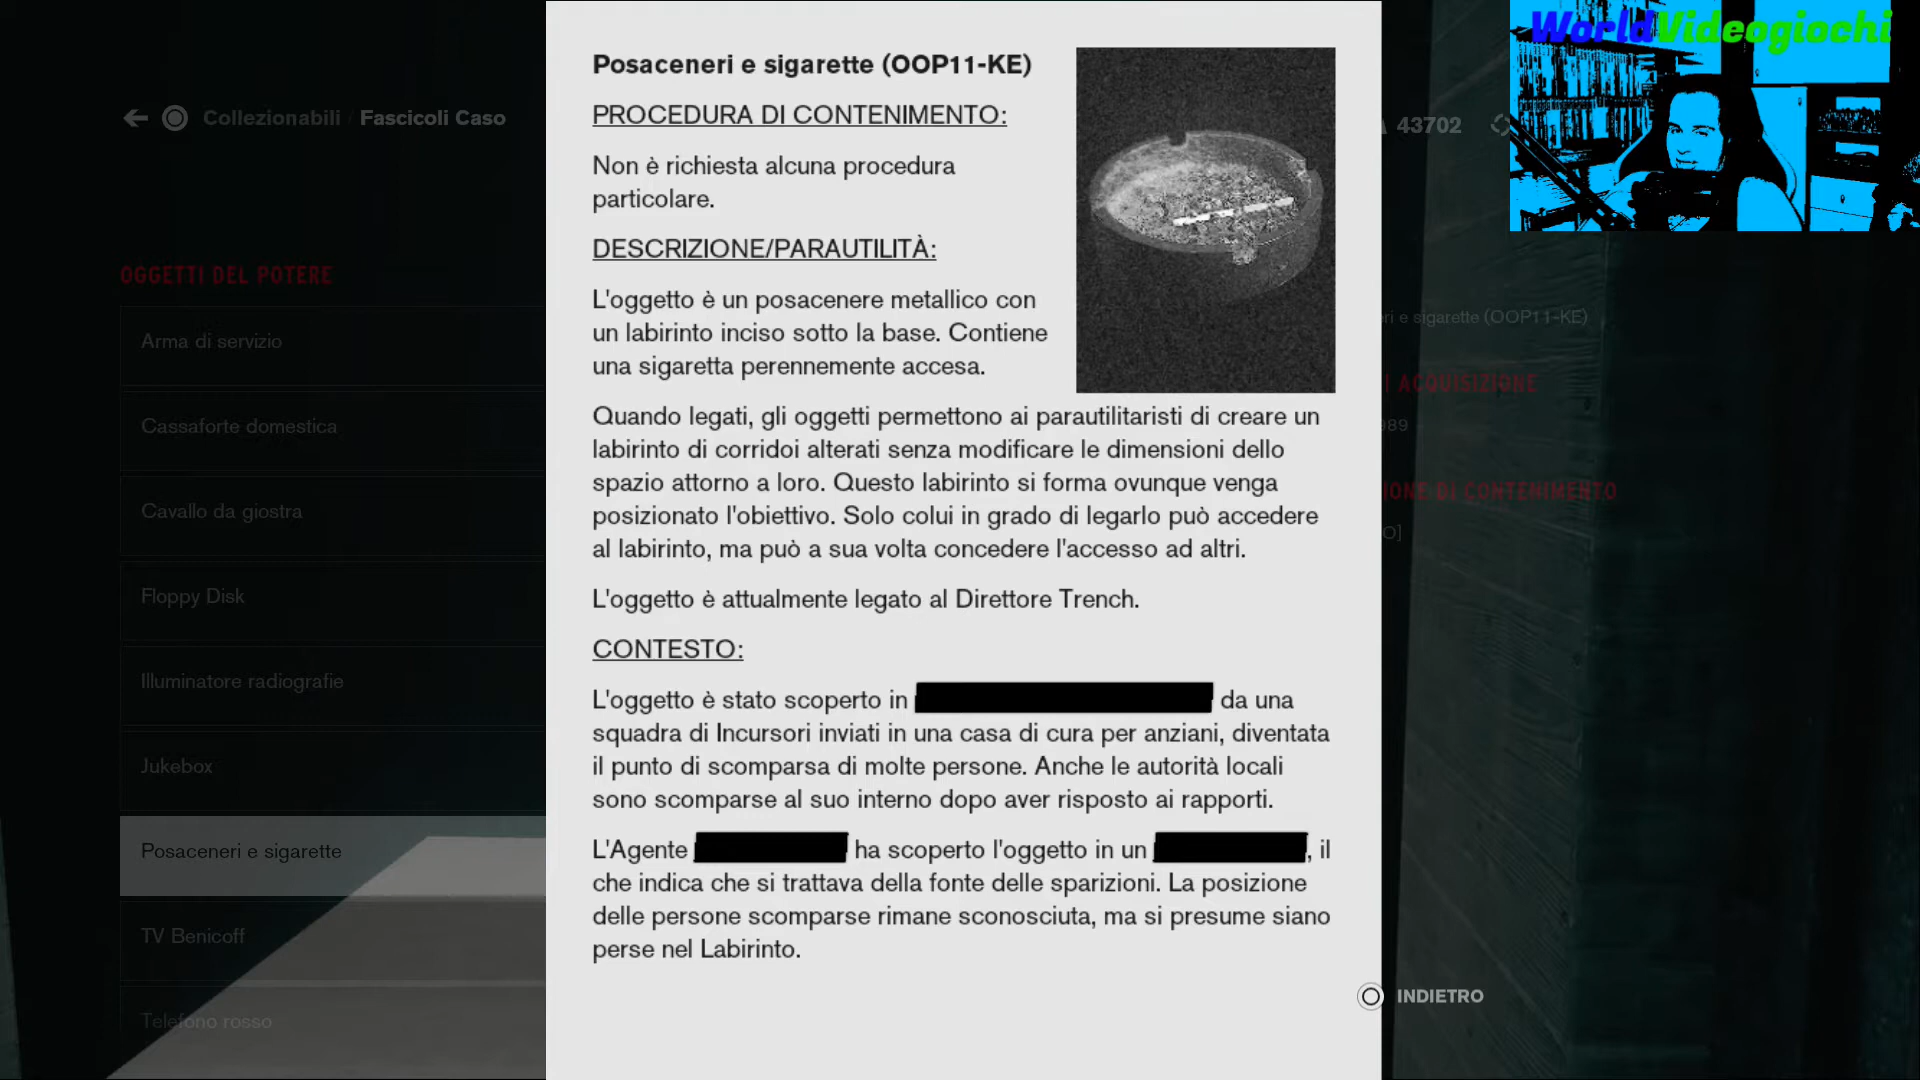 WorldVideogiochi
Collezionabili / Fascicoli Caso
43702
OGGETTI DEL POTERE
Arma di servizio
Cassaforte domestica
Cavallo da giostra
Floppy Disk
Illuminatore radiografie
Jukebox
Posaceneri e sigarette
TV Benicoff
Telefono rosso
Posaceneri e sigarette (OOP11-KE)
PROCEDURA DI CONTENIMENTO:
Non è richiesta alcuna procedura
particolare.
DESCRIZIONE/PARAUTILITÀ:
L'oggetto è un posacenere metallico con
un labirinto inciso sotto la base. Contiene
una sigaretta perennemente accesa.
Quando legati, gli oggetti permettono ai parautilitaristi di creare un
labirinto di corridoi alterati senza modificare le dimensioni dello
spazio attorno a loro. Questo labirinto si forma ovunque venga
posizionato l'obiettivo. Solo colui in grado di legarlo può accedere
al labirinto, ma può a sua volta concedere l'accesso ad altri.
L'oggetto è attualmente legato al Direttore Trench.
CONTESTO:
L'oggetto è stato scoperto in da una
squadra di Incursori inviati in una casa di cura per anziani, diventata
il punto di scomparsa di molte persone. Anche le autorità locali
sono scomparse al suo interno dopo aver risposto ai rapporti.
L'Agente ha scoperto l'oggetto in un , il
che indica che si trattava della fonte delle sparizioni. La posizione
delle persone scomparse rimane sconosciuta, ma si presume siano
perse nel Labirinto.
e sigarette (OOP11-KE)
ACQUISIZIONE
989
DI CONTENIMENTO
O]
INDIETRO